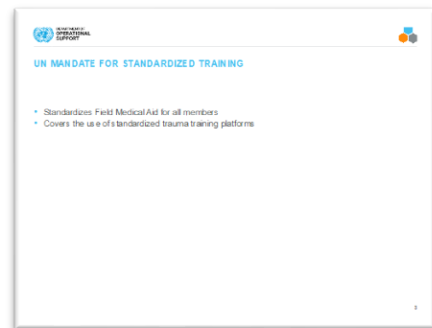 DEPARTMENT OF
OPERATIONAL
SUPPORT
UN MANDATE FOR STANDARDIZED TRAINING
• Standardizes Field Medical Aid for all members
• Covers the use of standardized trauma training platforms